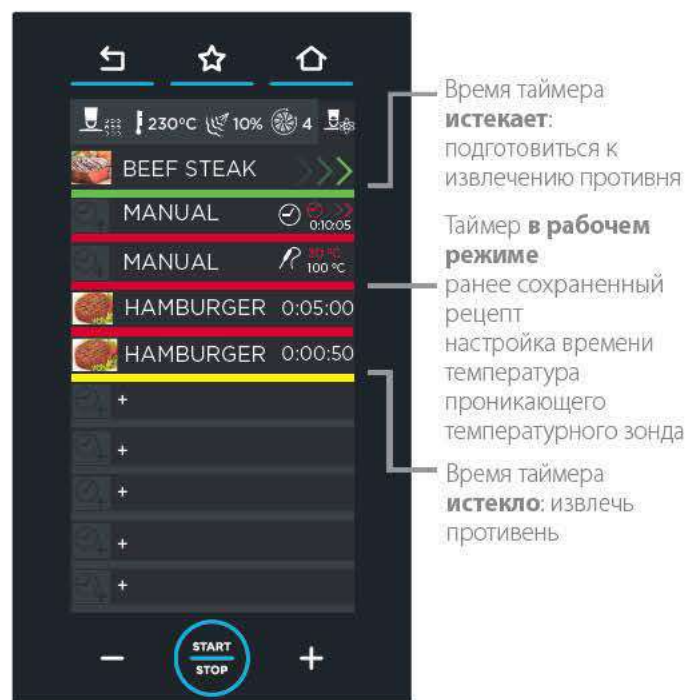 230°C 10% 4
BEEF STEAK
MANUAL
0:10:05
MANUAL 30 °C
100 °C
HAMBURGER 0:05:00
HAMBURGER 0:00:50
+
+
+
+
+
− START +
STOP
Время таймера
истекает:
подготовиться к
извлечению противня
Таймер в рабочем
режиме
ранее сохраненный
рецепт
настройка времени
температура
проникающего
температурного зонда
Время таймера
истекло: извлечь
противень